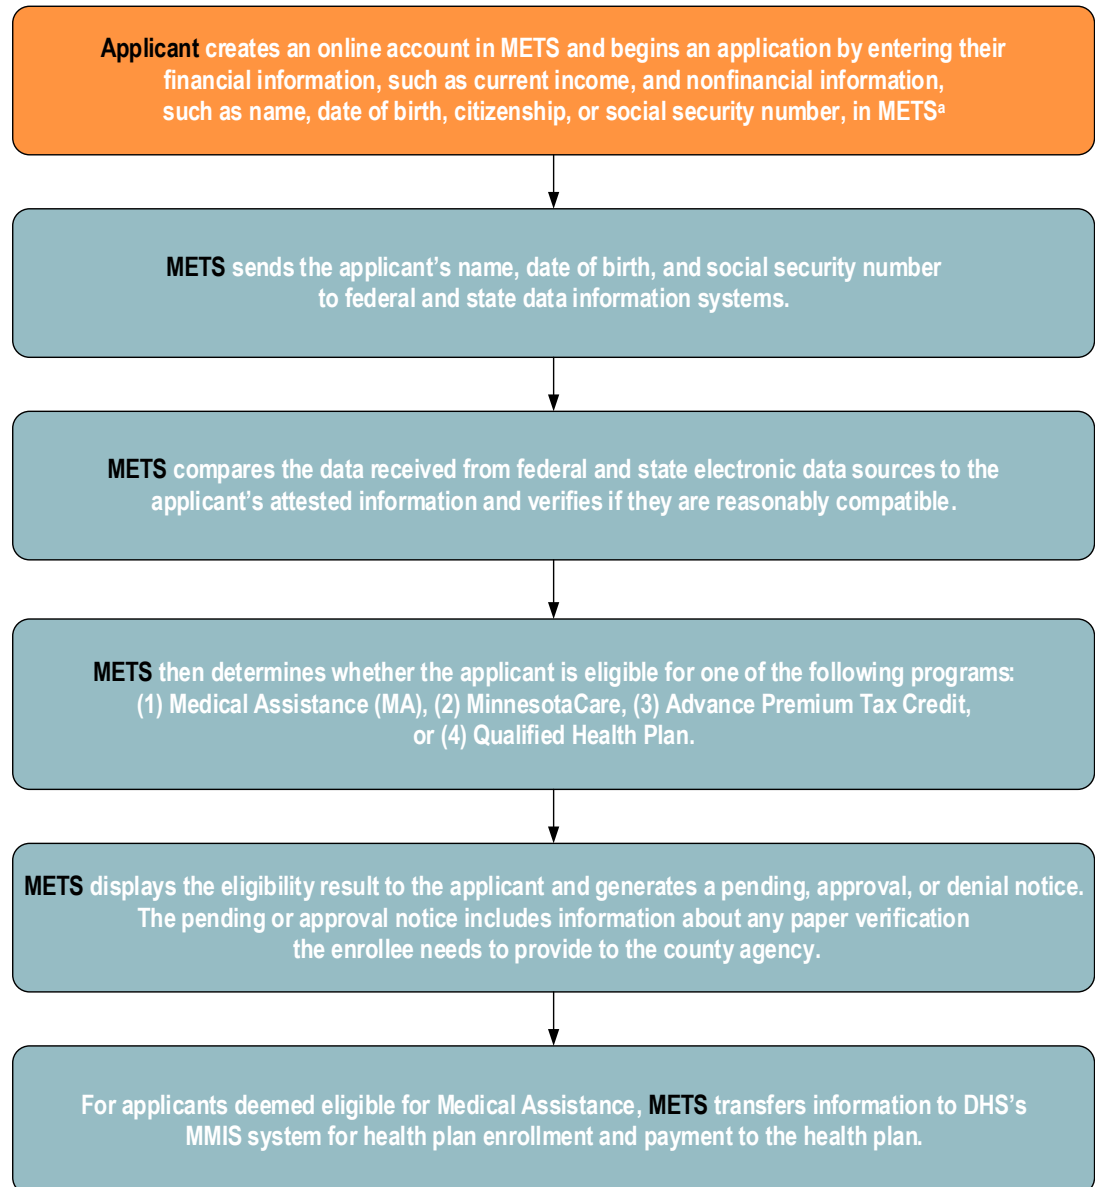 Applicant creates an online account in METS and begins an application by entering their
financial information, such as current income, and nonfinancial information,
such as name, date of birth, citizenship, or social security number, in METSᵃ
METS sends the applicant’s name, date of birth, and social security number
to federal and state data information systems.
METS compares the data received from federal and state electronic data sources to the
applicant’s attested information and verifies if they are reasonably compatible.
METS then determines whether the applicant is eligible for one of the following programs:
(1) Medical Assistance (MA), (2) MinnesotaCare, (3) Advance Premium Tax Credit,
or (4) Qualified Health Plan.
METS displays the eligibility result to the applicant and generates a pending, approval, or denial notice.
The pending or approval notice includes information about any paper verification
the enrollee needs to provide to the county agency.
For applicants deemed eligible for Medical Assistance, METS transfers information to DHS’s
MMIS system for health plan enrollment and payment to the health plan.